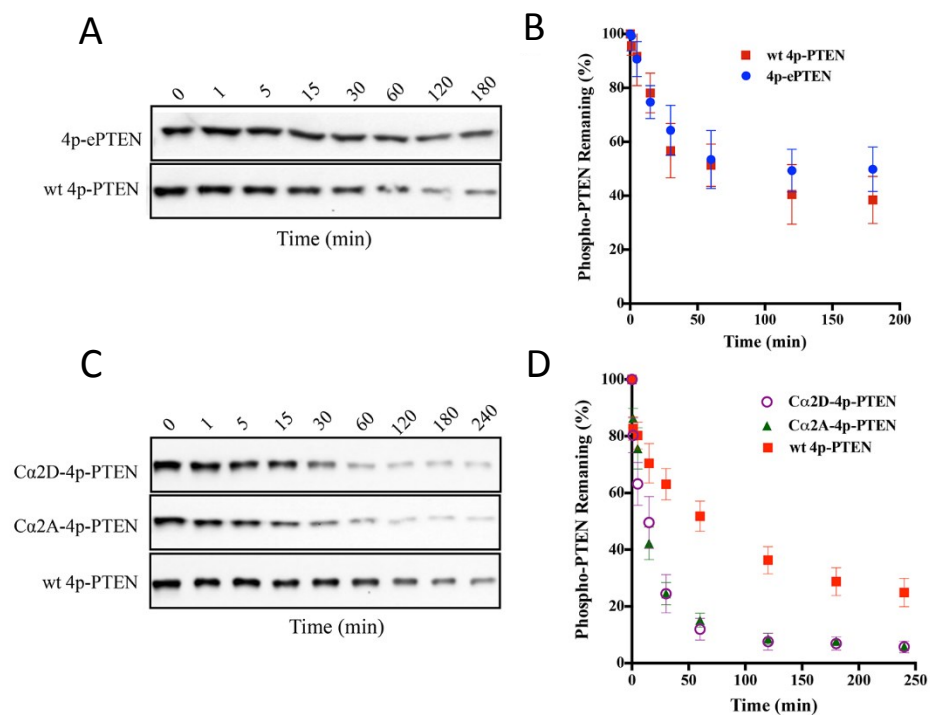 A
0 1 5 15 30 60 120 180
4p-ePTEN
wt 4p-PTEN
Time (min)
B
Phospho-PTEN Remaining (%)
100
80
60
40
20
0
0 50 100 150 200
Time (min)
wt 4p-PTEN
4p-ePTEN
C
0 1 5 15 30 60 120 180 240
Cα2D-4p-PTEN
Cα2A-4p-PTEN
wt 4p-PTEN
Time (min)
D
Phospho-PTEN Remaining (%)
100
80
60
40
20
0
0 50 100 150 200 250
Time (min)
Cα2D-4p-PTEN
Cα2A-4p-PTEN
wt 4p-PTEN